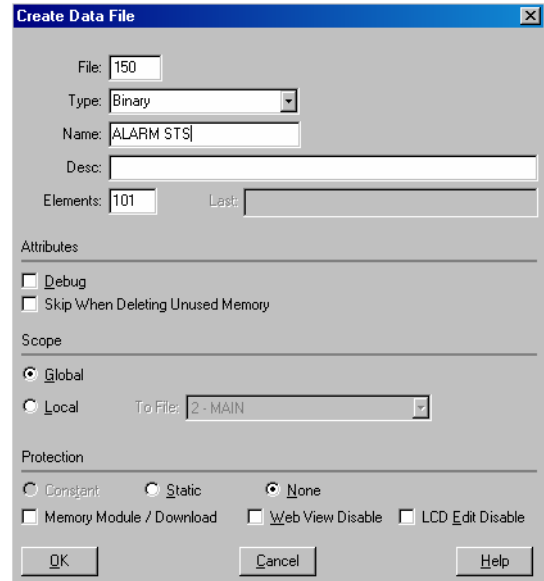 Create Data File
File: 150
Type: Binary
Name: ALARM STS
Desc:
Elements: 101 Last:
Attributes
Debug
Skip When Deleting Unused Memory
Scope
Global
Local To File: 2 - MAIN
Protection
Constant Static None
Memory Module / Download Web View Disable LCD Edit Disable
OK Cancel Help